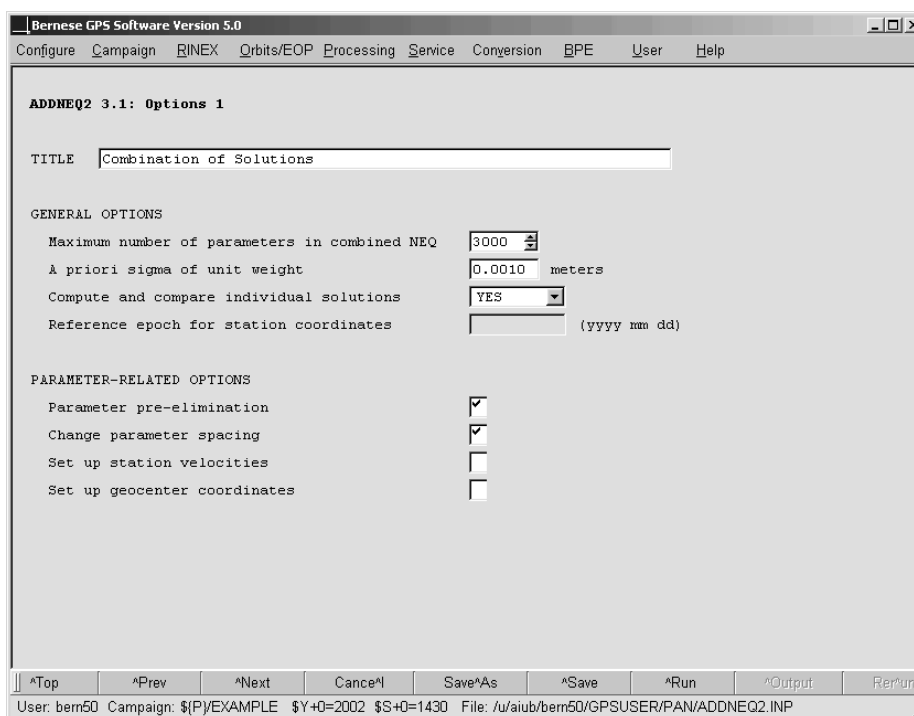 Bernese GPS Software Version 5.0
Configure Campaign RINEX Orbits/EOP Processing Service Conversion BPE User Help
ADDNEQ2 3.1: Options 1
TITLE Combination of Solutions
GENERAL OPTIONS
Maximum number of parameters in combined NEQ 3000
A priori sigma of unit weight 0.0010 meters
Compute and compare individual solutions YES
Reference epoch for station coordinates (yyyy mm dd)
PARAMETER-RELATED OPTIONS
Parameter pre-elimination
Change parameter spacing
Set up station velocities
Set up geocenter coordinates
^Top ^Prev ^Next Cance^l Save^As ^Save ^Run ^Output Rer^un
User: bern50 Campaign: ${P}/EXAMPLE $Y+0=2002 $S+0=1430 File: /u/aiub/bern50/GPSUSER/PAN/ADDNEQ2.INP